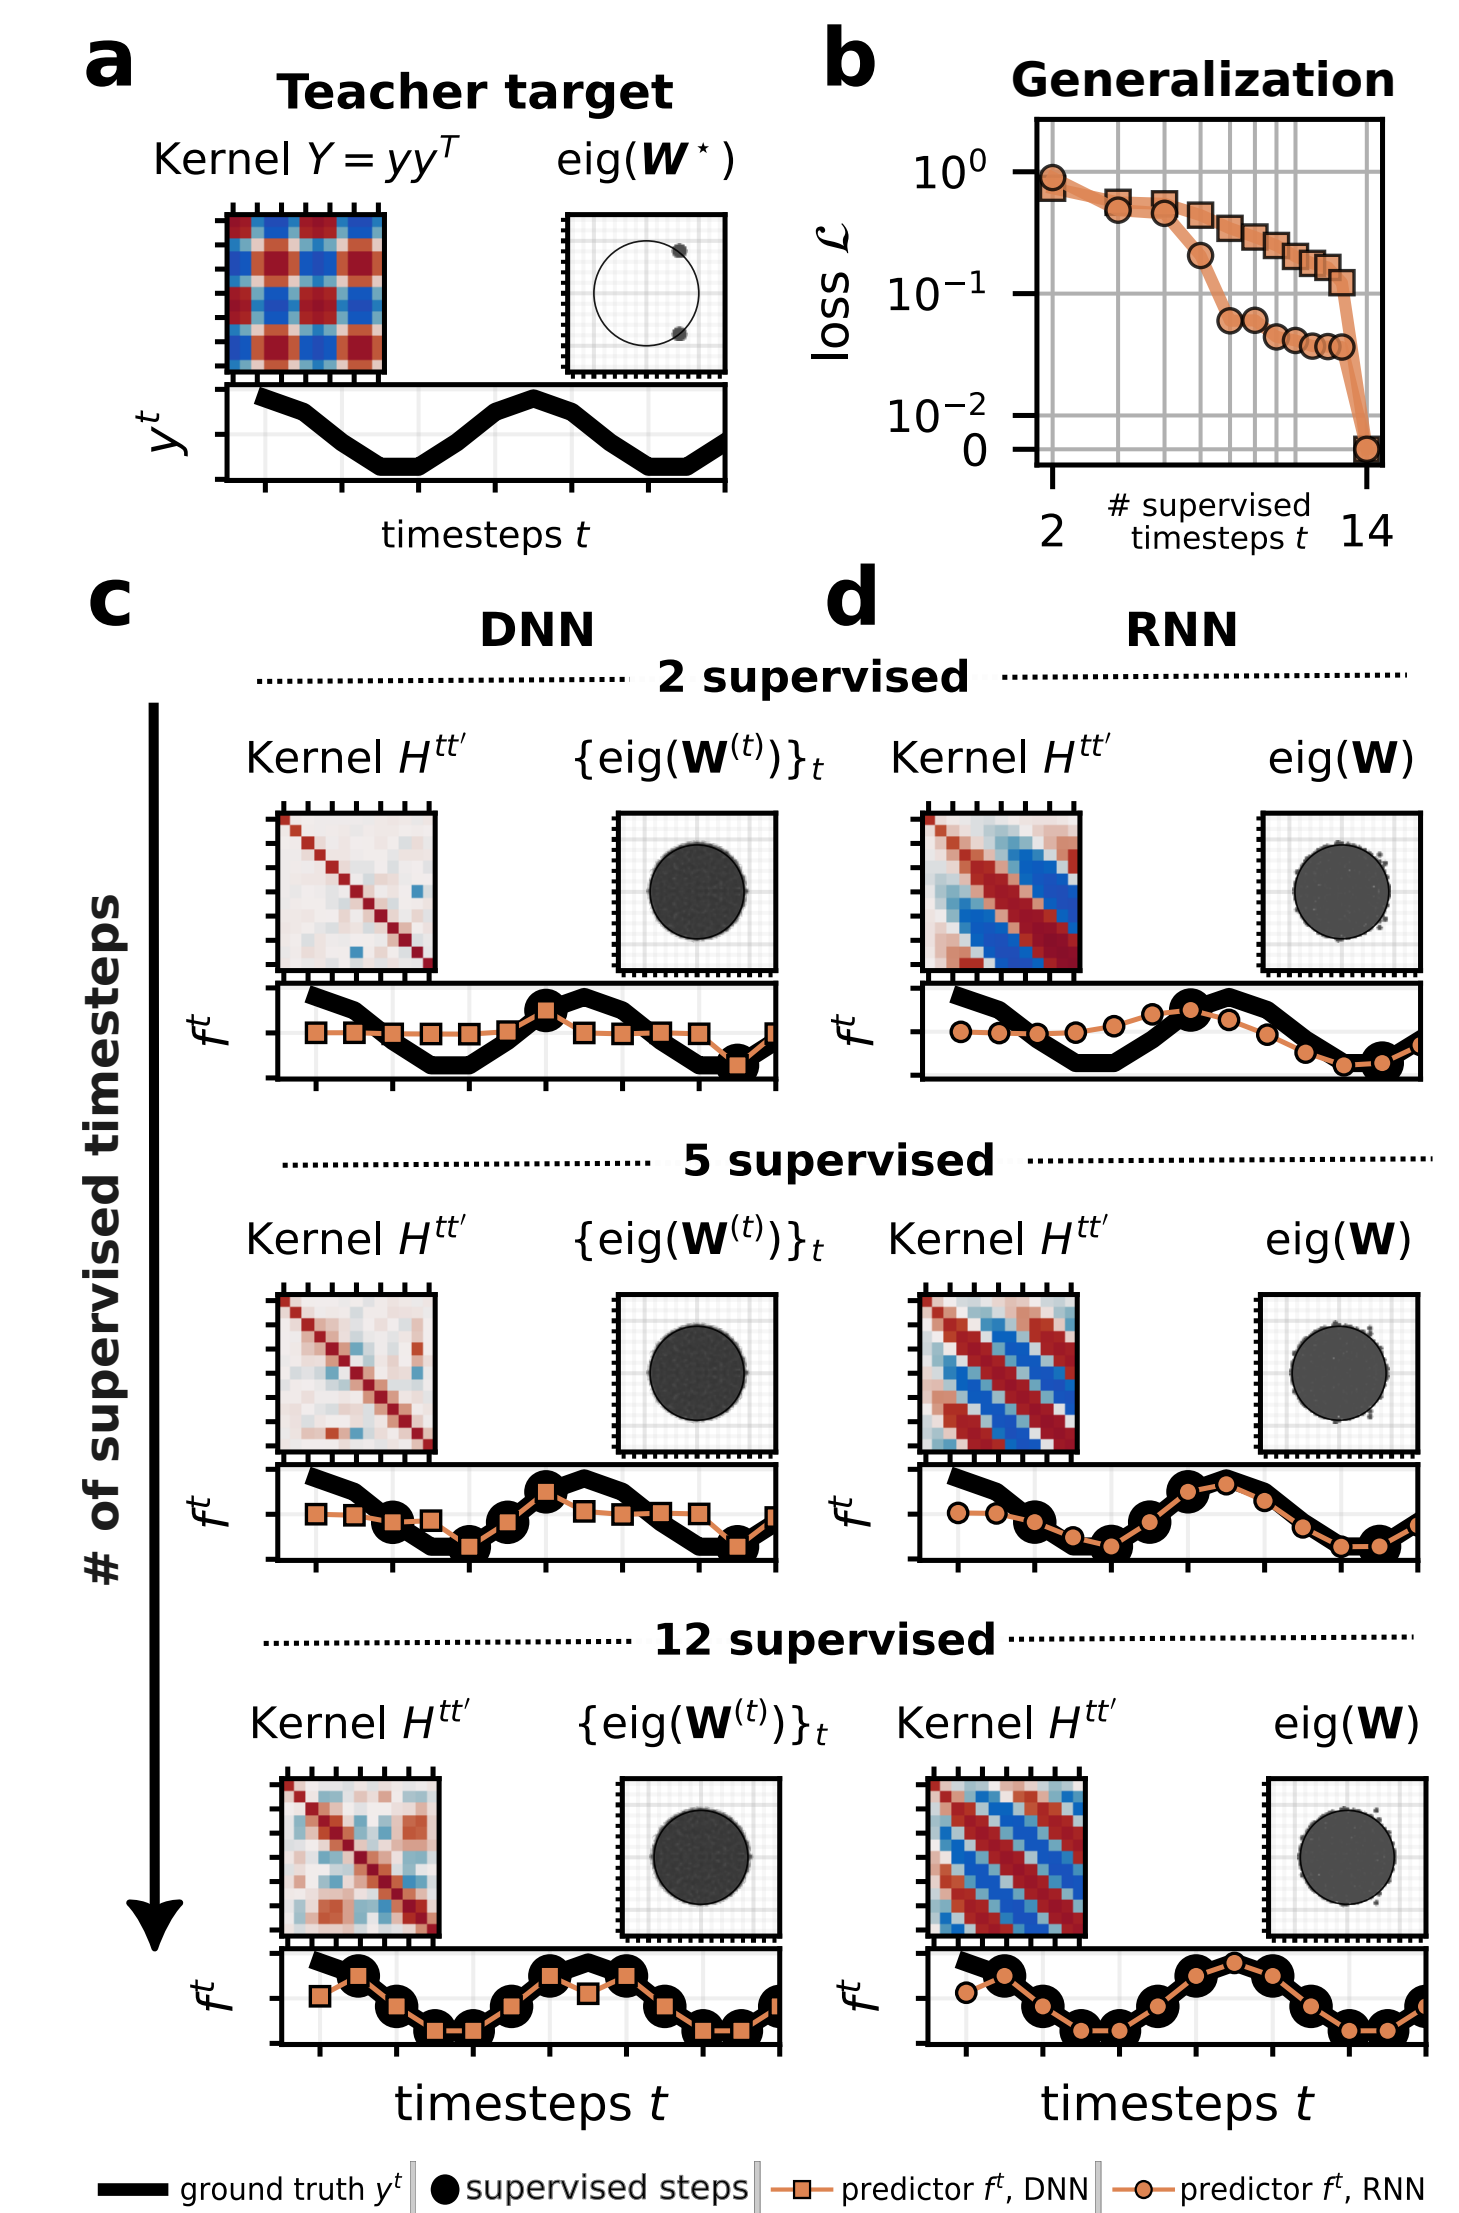 a
Teacher target
Kernel Y = yy^T
eig(W^⋆)
y^t
timesteps t
b
Generalization
loss ℒ
10^0
10^−1
10^−2
0
2
# supervised
timesteps t
14
c
DNN
d
RNN
# of supervised timesteps
2 supervised
Kernel H^tt′
{eig(W^(t))}_t
Kernel H^tt′
eig(W)
f^t
f^t
5 supervised
Kernel H^tt′
{eig(W^(t))}_t
Kernel H^tt′
eig(W)
f^t
f^t
12 supervised
Kernel H^tt′
{eig(W^(t))}_t
Kernel H^tt′
eig(W)
f^t
f^t
timesteps t
timesteps t
ground truth y^t
supervised steps
predictor f^t, DNN
predictor f^t, RNN